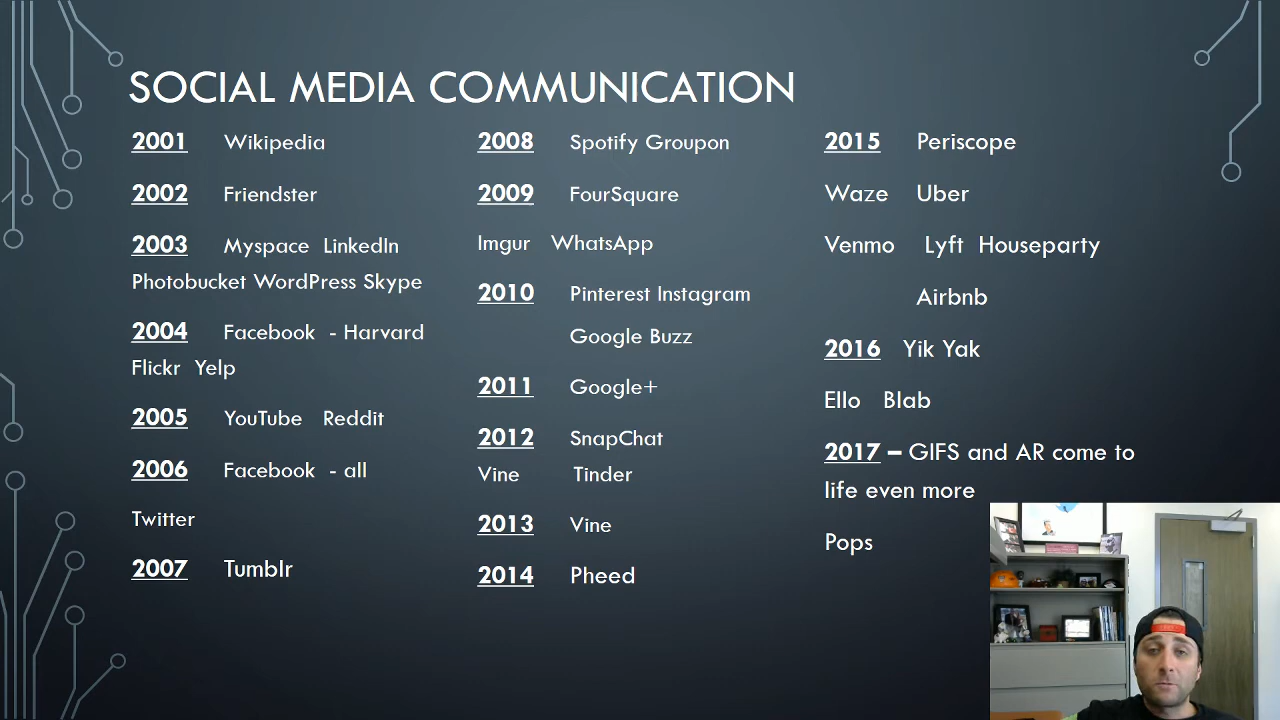 SOCIAL MEDIA COMMUNICATION
2001 Wikipedia
2002 Friendster
2003 Myspace LinkedIn
Photobucket WordPress Skype
2004 Facebook - Harvard
Flickr Yelp
2005 YouTube Reddit
2006 Facebook - all
Twitter
2007 Tumblr
2008 Spotify Groupon
2009 FourSquare
Imgur WhatsApp
2010 Pinterest Instagram
Google Buzz
2011 Google+
2012 SnapChat
Vine Tinder
2013 Vine
2014 Pheed
2015 Periscope
Waze Uber
Venmo Lyft Houseparty
Airbnb
2016 Yik Yak
Ello Blab
2017 – GIFS and AR come to
life even more
Pops